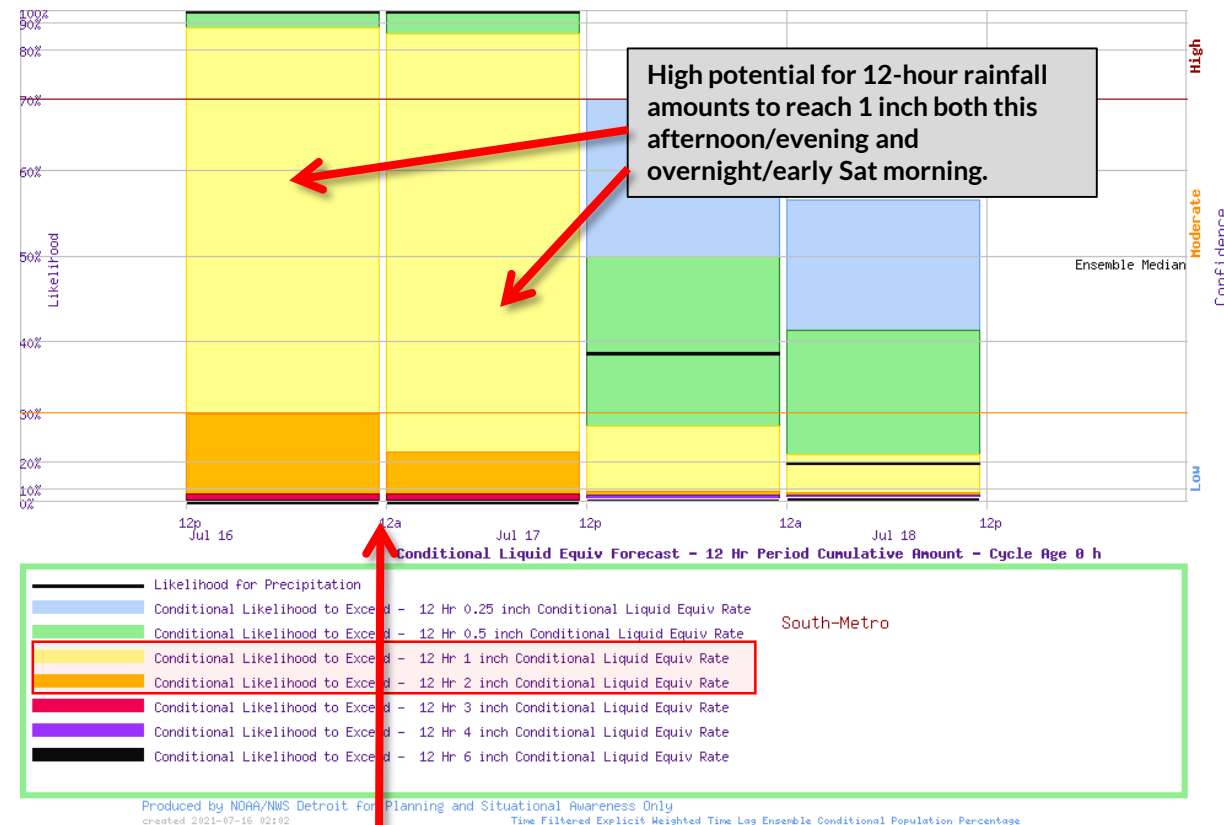 100%
90%
80%
70%
60%
50%
40%
30%
20%
10%
0%
Likelihood
High
Moderate
Low
Confidence
High potential for 12-hour rainfall
amounts to reach 1 inch both this
afternoon/evening and
overnight/early Sat morning.
Ensemble Median
12p
12a
12p
12a
12p
Jul 16
Jul 17
Jul 18
Conditional Liquid Equiv Forecast - 12 Hr Period Cumulative Amount - Cycle Age 0 h
Likelihood for Precipitation
Conditional Likelihood to Exceed - 12 Hr 0.25 inch Conditional Liquid Equiv Rate
Conditional Likelihood to Exceed - 12 Hr 0.5 inch Conditional Liquid Equiv Rate
Conditional Likelihood to Exceed - 12 Hr 1 inch Conditional Liquid Equiv Rate
Conditional Likelihood to Exceed - 12 Hr 2 inch Conditional Liquid Equiv Rate
Conditional Likelihood to Exceed - 12 Hr 3 inch Conditional Liquid Equiv Rate
Conditional Likelihood to Exceed - 12 Hr 4 inch Conditional Liquid Equiv Rate
Conditional Likelihood to Exceed - 12 Hr 6 inch Conditional Liquid Equiv Rate
South-Metro
Produced by NOAA/NWS Detroit for Planning and Situational Awareness Only
created 2021-07-16 02:02
Time Filtered Explicit Weighted Time Lag Ensemble Conditional Population Percentage